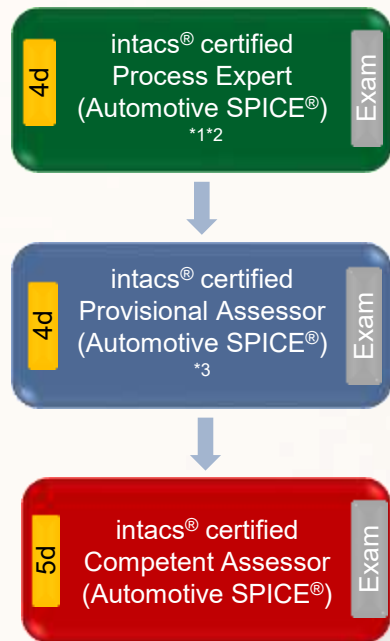 4d
intacs® certified
Process Expert
(Automotive SPICE®)
*1*2
Exam
4d
intacs® certified
Provisional Assessor
(Automotive SPICE®)
*3
Exam
5d
intacs® certified
Competent Assessor
(Automotive SPICE®)
Exam